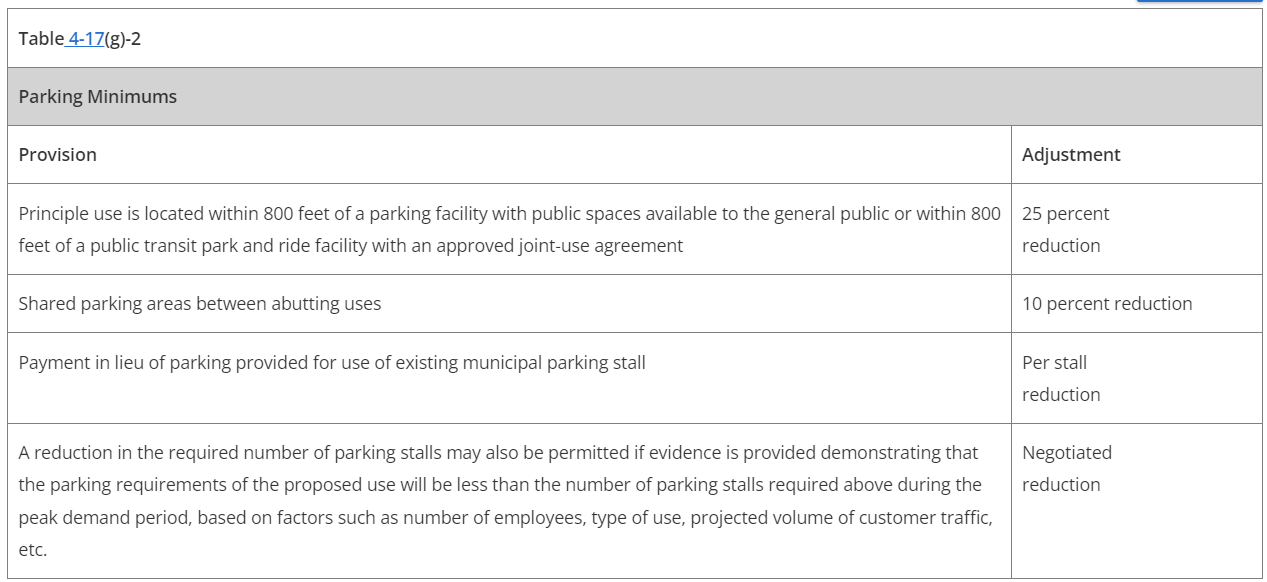 Table 4-17(g)-2
Parking Minimums
Provision
Adjustment
Principle use is located within 800 feet of a parking facility with public spaces available to the general public or within 800
feet of a public transit park and ride facility with an approved joint-use agreement
25 percent
reduction
Shared parking areas between abutting uses
10 percent reduction
Payment in lieu of parking provided for use of existing municipal parking stall
Per stall
reduction
A reduction in the required number of parking stalls may also be permitted if evidence is provided demonstrating that
the parking requirements of the proposed use will be less than the number of parking stalls required above during the
peak demand period, based on factors such as number of employees, type of use, projected volume of customer traffic,
etc.
Negotiated
reduction